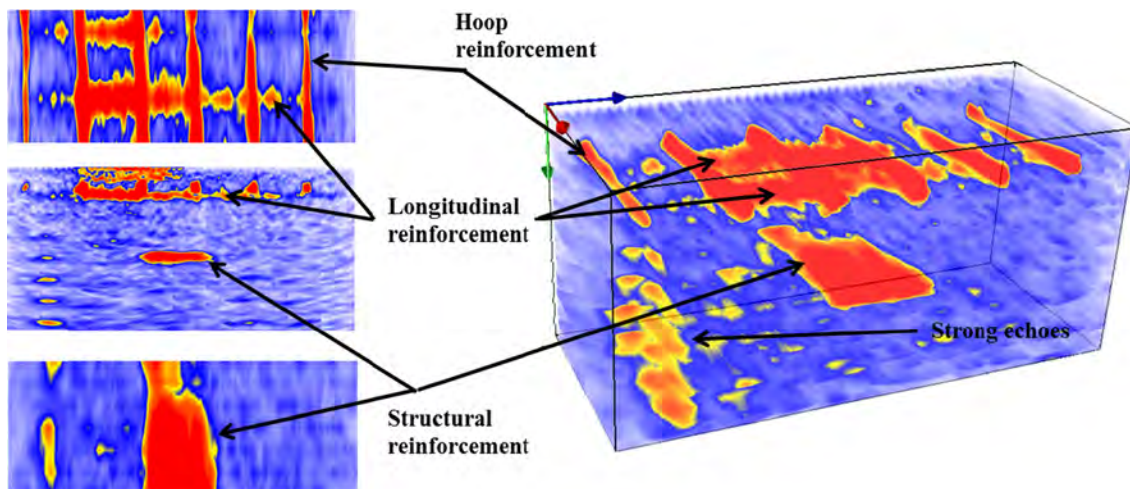 Hoop
reinforcement
Longitudinal
reinforcement
Strong echoes
Structural
reinforcement